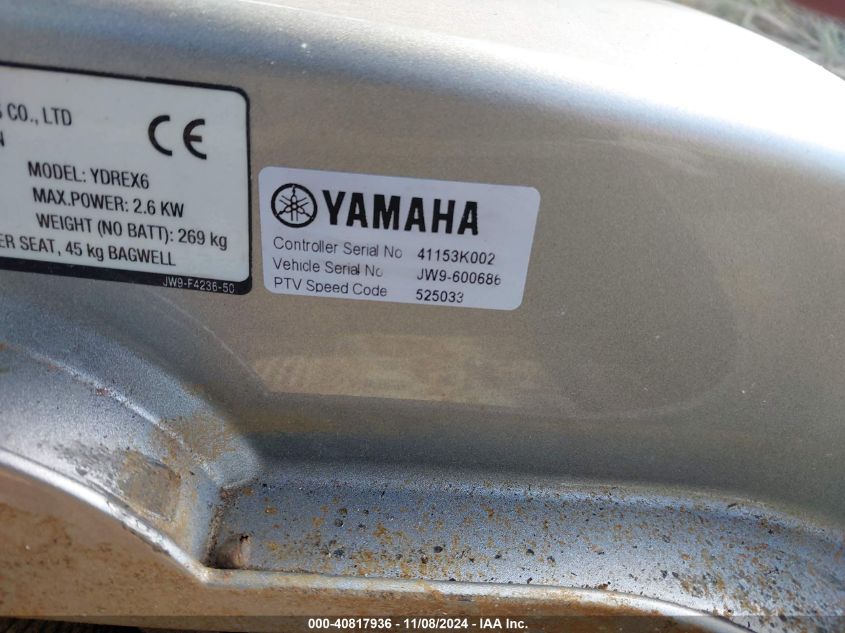 CO., LTD
CE
MODEL: YDREX6
MAX.POWER: 2.6 KW
WEIGHT (NO BATT): 269 kg
SEAT, 45 kg BAGWELL
JW9-F4236-50
YAMAHA
Controller Serial No 41153K002
Vehicle Serial No JW9-600686
PTV Speed Code 525033
000-40817936 - 11/08/2024 - IAA Inc.